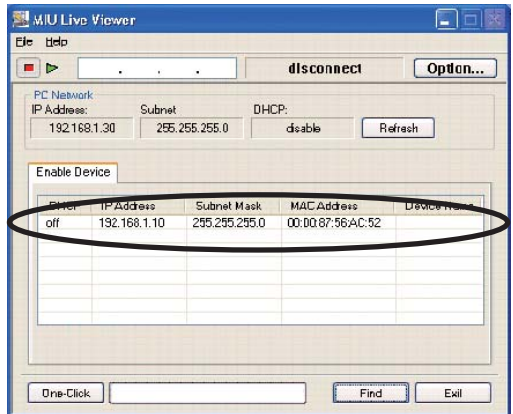 MIU Live Viewer
File Help
. . . disconnect Option...
PC Network
IP Address: Subnet DHCP:
192.168.1.30 255.255.255.0 disable Refresh
Enable Device
DHCP IP Address Subnet Mask MAC Address Device Name
off 192.168.1.10 255.255.255.0 00:D0:87:56:AC:52
One-Click Find Exit